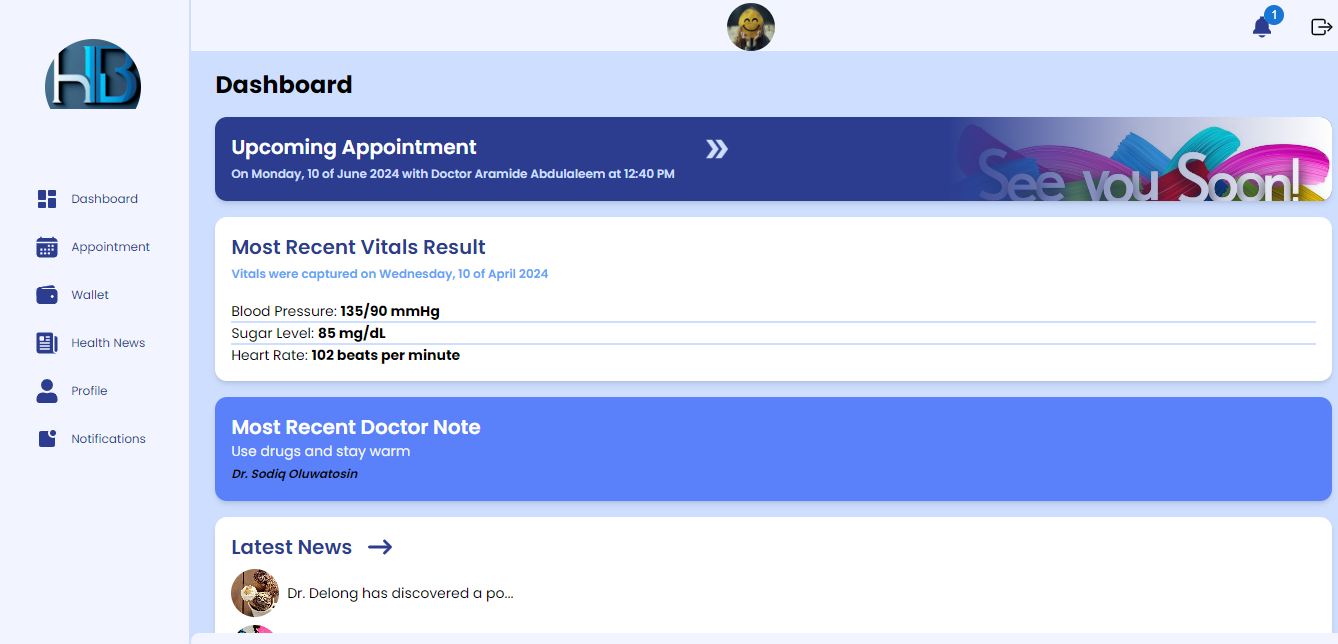 HB
1
Dashboard
Upcoming Appointment
On Monday, 10 of June 2024 with Doctor Aramide Abdulaleem at 12:40 PM
See you Soon!
Dashboard
Appointment
Wallet
Health News
Profile
Notifications
Most Recent Vitals Result
Vitals were captured on Wednesday, 10 of April 2024
Blood Pressure: 135/90 mmHg
Sugar Level: 85 mg/dL
Heart Rate: 102 beats per minute
Most Recent Doctor Note
Use drugs and stay warm
Dr. Sodiq Oluwatosin
Latest News
Dr. Delong has discovered a po...